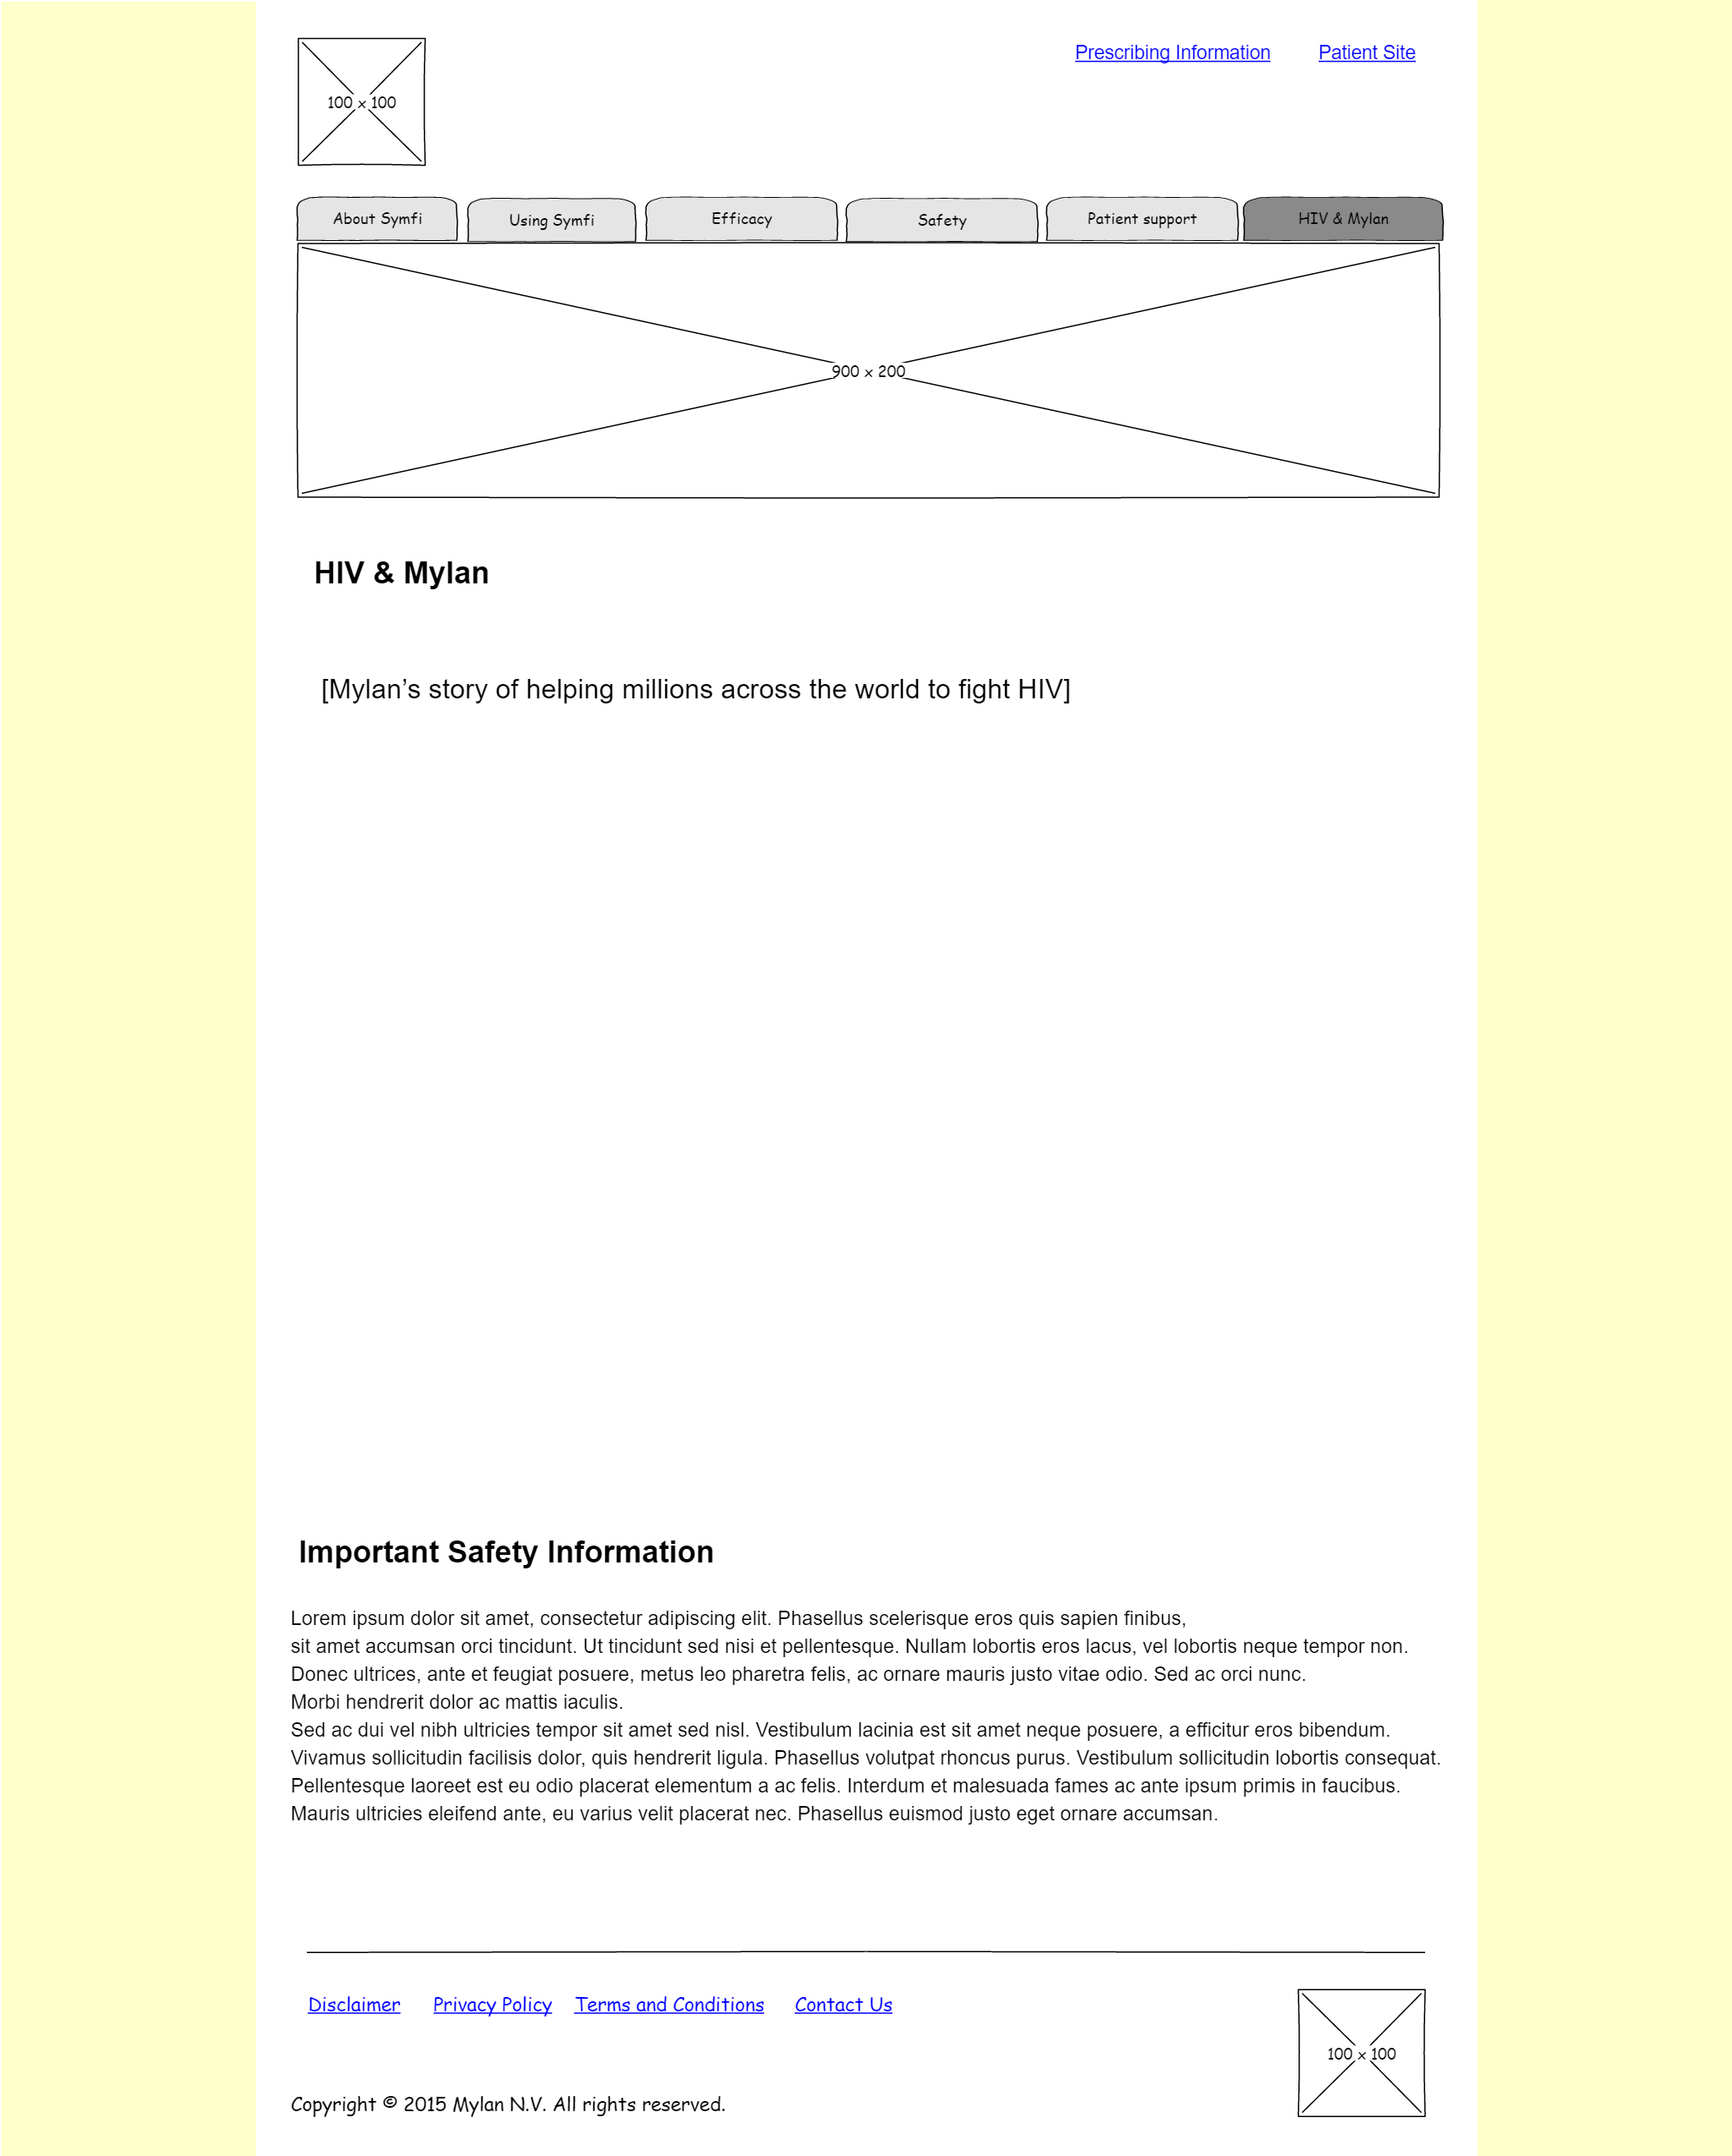 Prescribing Information Patient Site
100 x 100
About Symfi Using Symfi Efficacy Safety Patient support HIV & Mylan
900 x 200
HIV & Mylan
[Mylan’s story of helping millions across the world to fight HIV]
Important Safety Information
Lorem ipsum dolor sit amet, consectetur adipiscing elit. Phasellus scelerisque eros quis sapien finibus,
sit amet accumsan orci tincidunt. Ut tincidunt sed nisi et pellentesque. Nullam lobortis eros lacus, vel lobortis neque tempor non.
Donec ultrices, ante et feugiat posuere, metus leo pharetra felis, ac ornare mauris justo vitae odio. Sed ac orci nunc.
Morbi hendrerit dolor ac mattis iaculis.
Sed ac dui vel nibh ultricies tempor sit amet sed nisl. Vestibulum lacinia est sit amet neque posuere, a efficitur eros bibendum.
Vivamus sollicitudin facilisis dolor, quis hendrerit ligula. Phasellus volutpat rhoncus purus. Vestibulum sollicitudin lobortis consequat.
Pellentesque laoreet est eu odio placerat elementum a ac felis. Interdum et malesuada fames ac ante ipsum primis in faucibus.
Mauris ultricies eleifend ante, eu varius velit placerat nec. Phasellus euismod justo eget ornare accumsan.
Disclaimer Privacy Policy Terms and Conditions Contact Us
100 x 100
Copyright © 2015 Mylan N.V. All rights reserved.